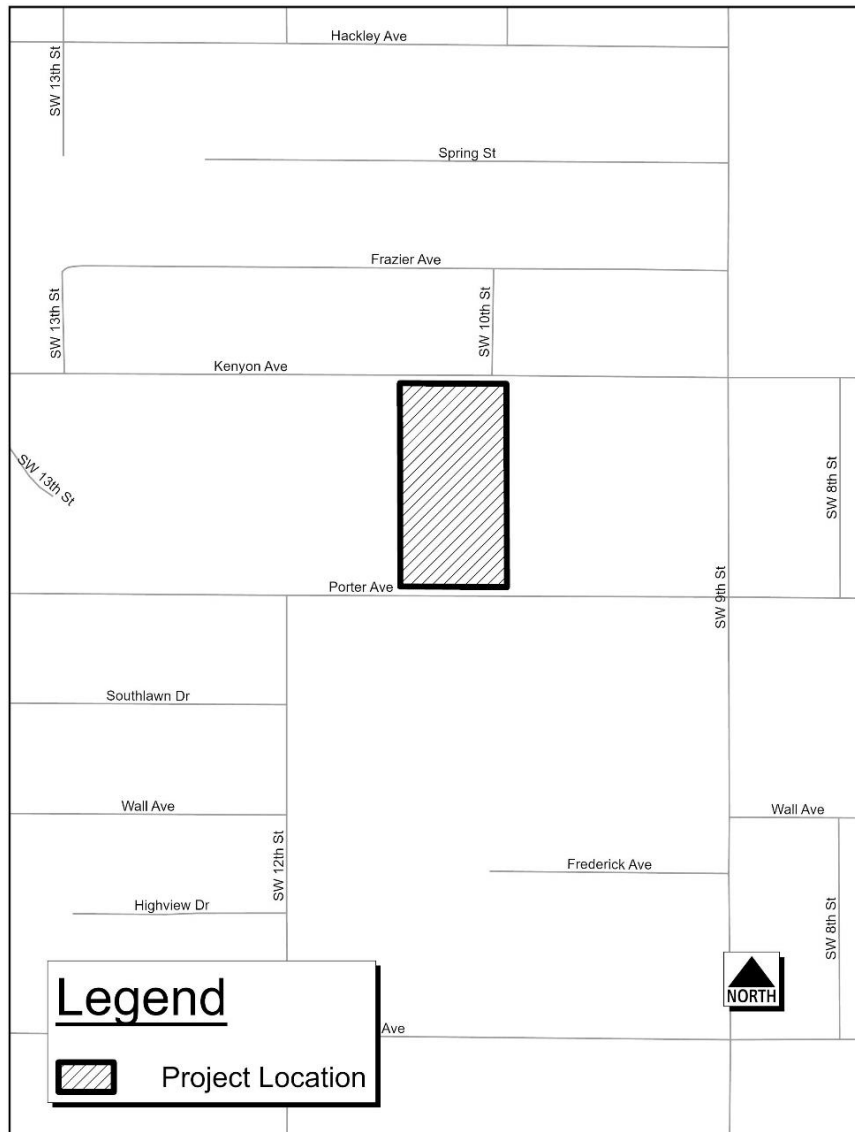 Hackley Ave
SW 13th St
Spring St
Frazier Ave
SW 13th St
SW 10th St
Kenyon Ave
SW 13th St
SW 8th St
Porter Ave
SW 9th St
Southlawn Dr
Wall Ave
Wall Ave
SW 12th St
Frederick Ave
Highview Dr
SW 8th St
NORTH
Legend
Ave
Project Location